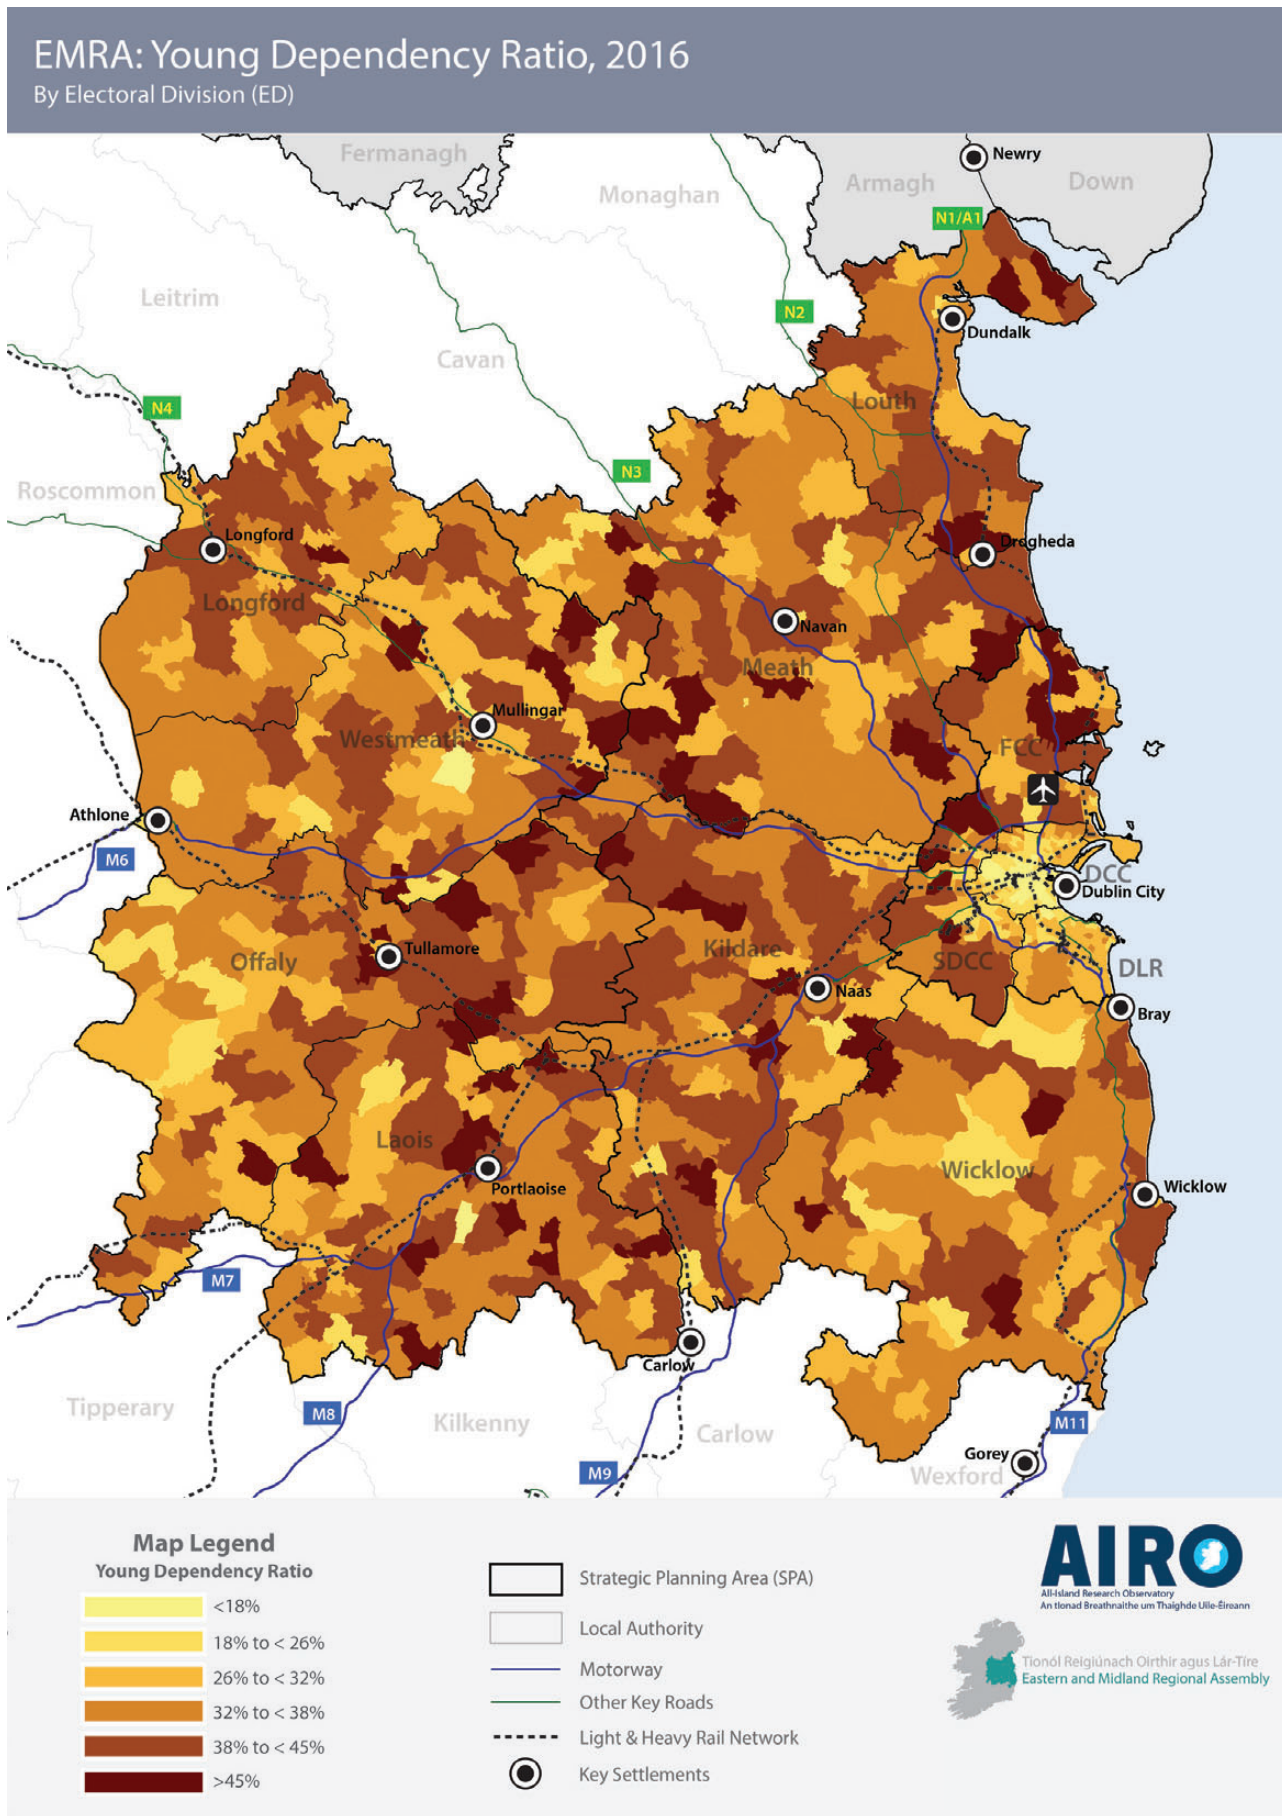 EMRA: Young Dependency Ratio, 2016
By Electoral Division (ED)
Fermanagh
Monaghan
Armagh
Newry
Down
N1/A1
Leitrim
N2
Dundalk
Cavan
N4
Louth
N3
Roscommon
Longford
Drogheda
Longford
Navan
Meath
Mullingar
Westmeath
FCC
Athlone
M6
DCC
Dublin City
Tullamore
Kildare
Offaly
SDCC
DLR
Naas
Bray
Laois
Wicklow
Portlaoise
Wicklow
M7
Carlow
Tipperary
M8
Kilkenny
Carlow
M11
Gorey
Wexford
M9
Map Legend
Young Dependency Ratio
<18%
18% to < 26%
26% to < 32%
32% to < 38%
38% to < 45%
>45%
Strategic Planning Area (SPA)
Local Authority
Motorway
Other Key Roads
Light & Heavy Rail Network
Key Settlements
AIRO
All-Island Research Observatory
An tIonad Breathnaithe um Thaighde Uile-Éireann
Tionól Reigiúnach Oirthir agus Lár-Tíre
Eastern and Midland Regional Assembly